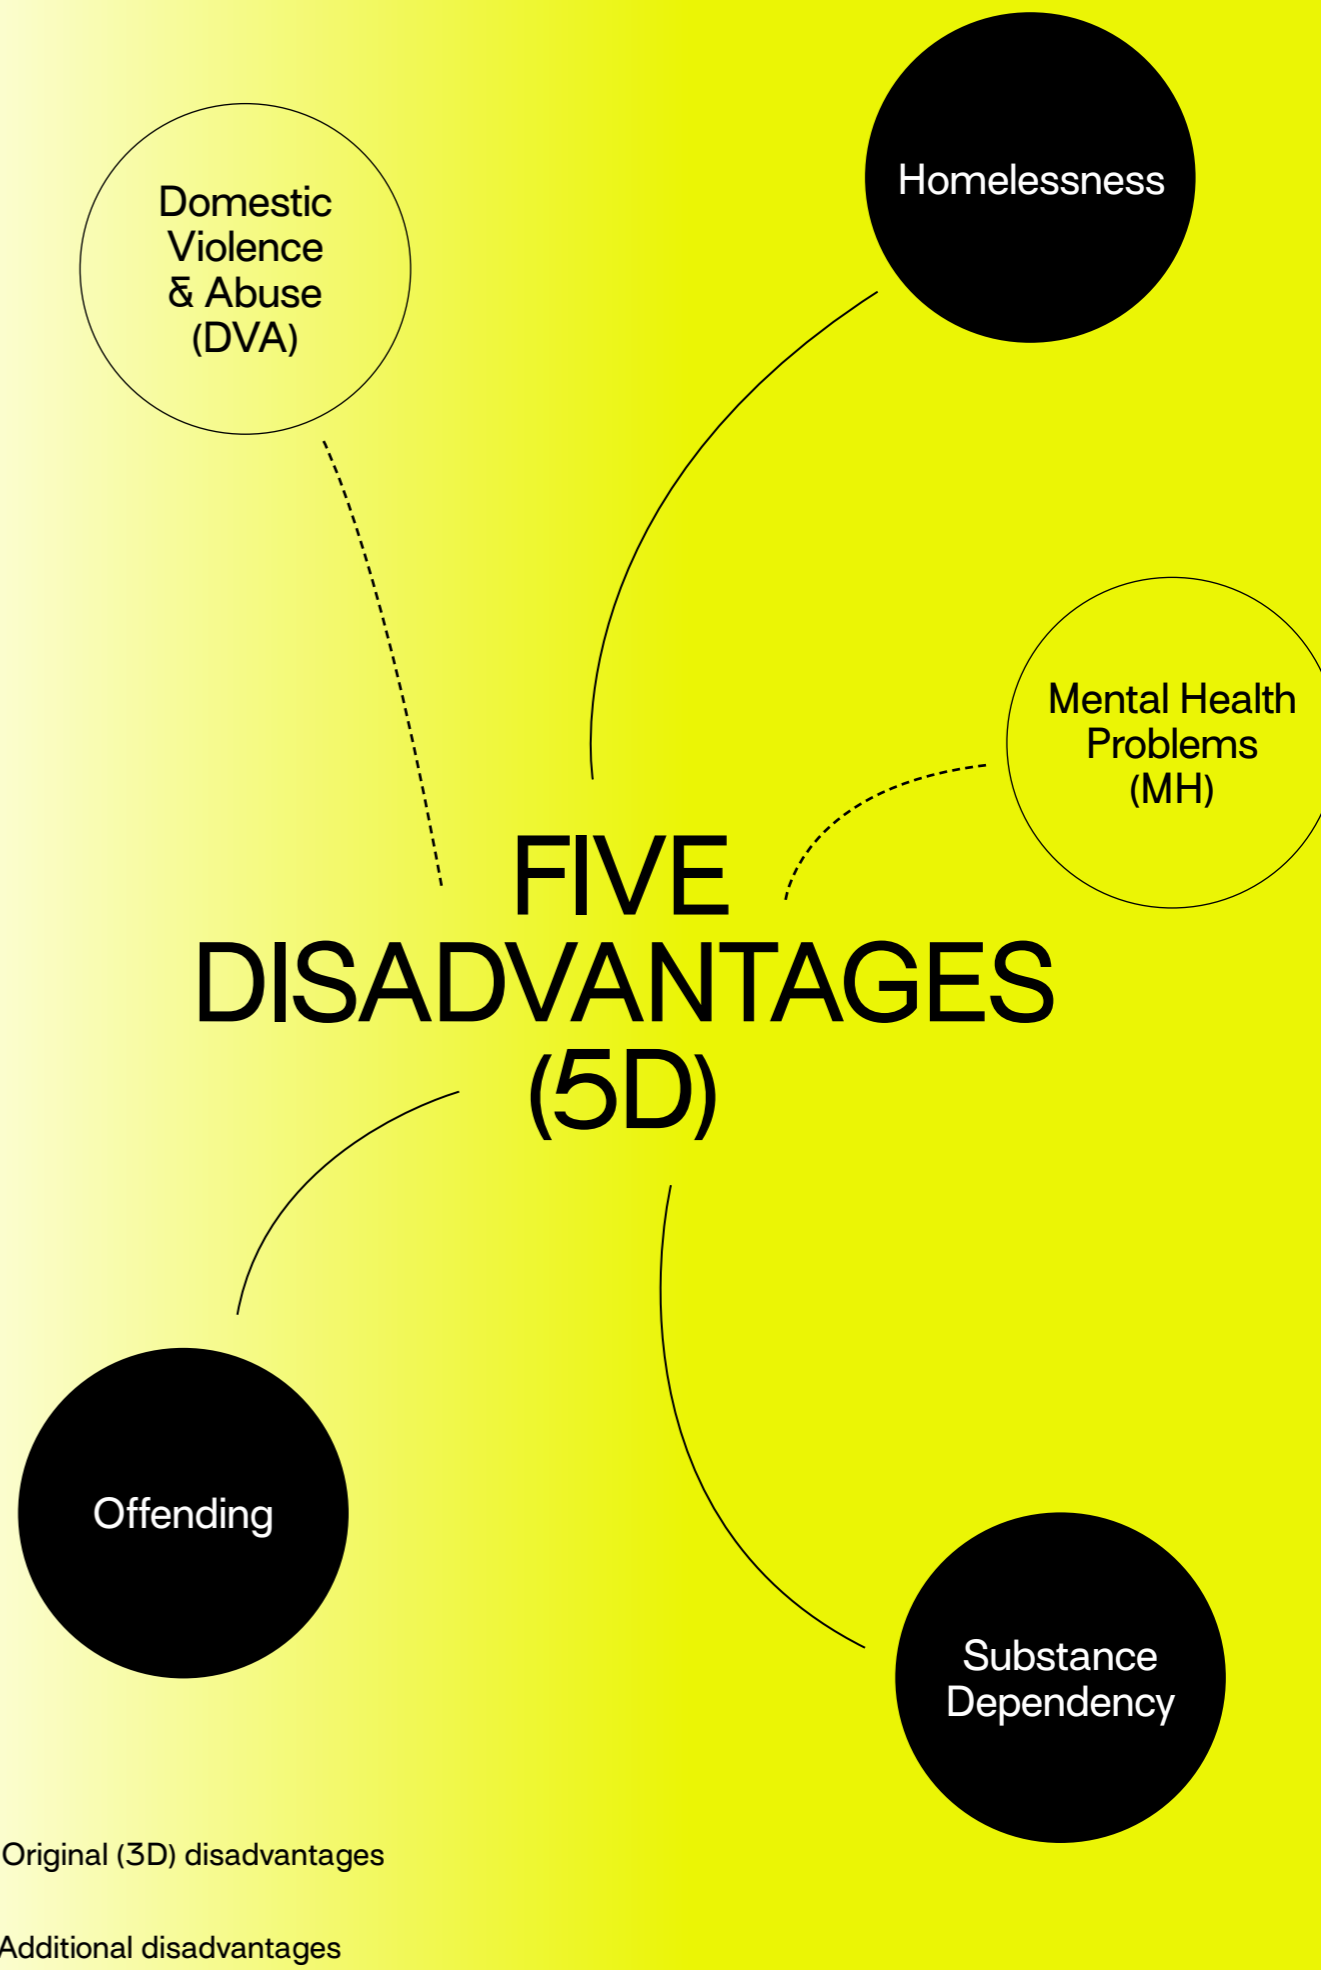 Homelessness
Domestic
Violence
& Abuse
(DVA)
Mental Health
Problems
(MH)
FIVE
DISADVANTAGES
(5D)
Offending
Substance
Dependency
Original (3D) disadvantages
Additional disadvantages